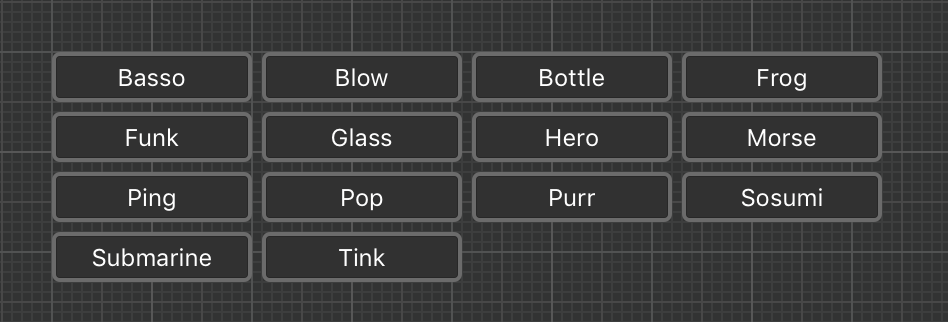 Basso Blow Bottle Frog
Funk Glass Hero Morse
Ping Pop Purr Sosumi
Submarine Tink